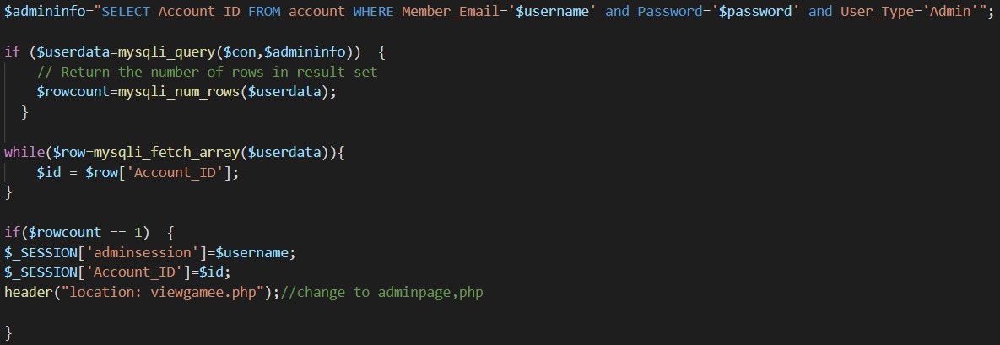 $admininfo="SELECT Account_ID FROM account WHERE Member_Email='$username' and Password='$password' and User_Type='Admin'";
if ($userdata=mysqli_query($con,$admininfo))  {
// Return the number of rows in result set
$rowcount=mysqli_num_rows($userdata);
}
while($row=mysqli_fetch_array($userdata)){
$id = $row['Account_ID'];
}
if($rowcount == 1)  {
$_SESSION['adminsession']=$username;
$_SESSION['Account_ID']=$id;
header("location: viewgamee.php");//change to adminpage,php
}